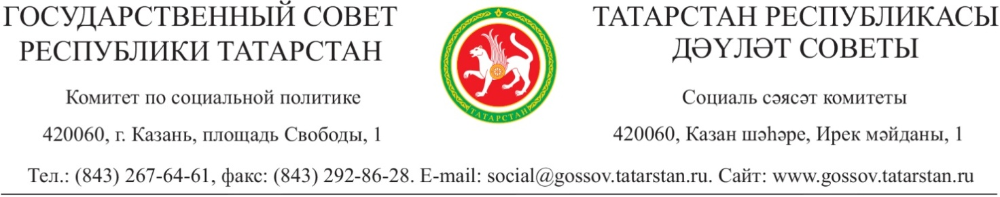 ГОСУДАРСТВЕННЫЙ СОВЕТ
РЕСПУБЛИКИ ТАТАРСТАН
Комитет по социальной политике
420060, г. Казань, площадь Свободы, 1
ТАТАРСТАН
ТАТАРСТАН РЕСПУБЛИКАСЫ
ДӘҮЛӘТ СОВЕТЫ
Социаль сәясәт комитеты
420060, Казан шәһәре, Ирек мәйданы, 1
Тел.: (843) 267-64-61, факс: (843) 292-86-28. E-mail: social@gossov.tatarstan.ru. Сайт: www.gossov.tatarstan.ru